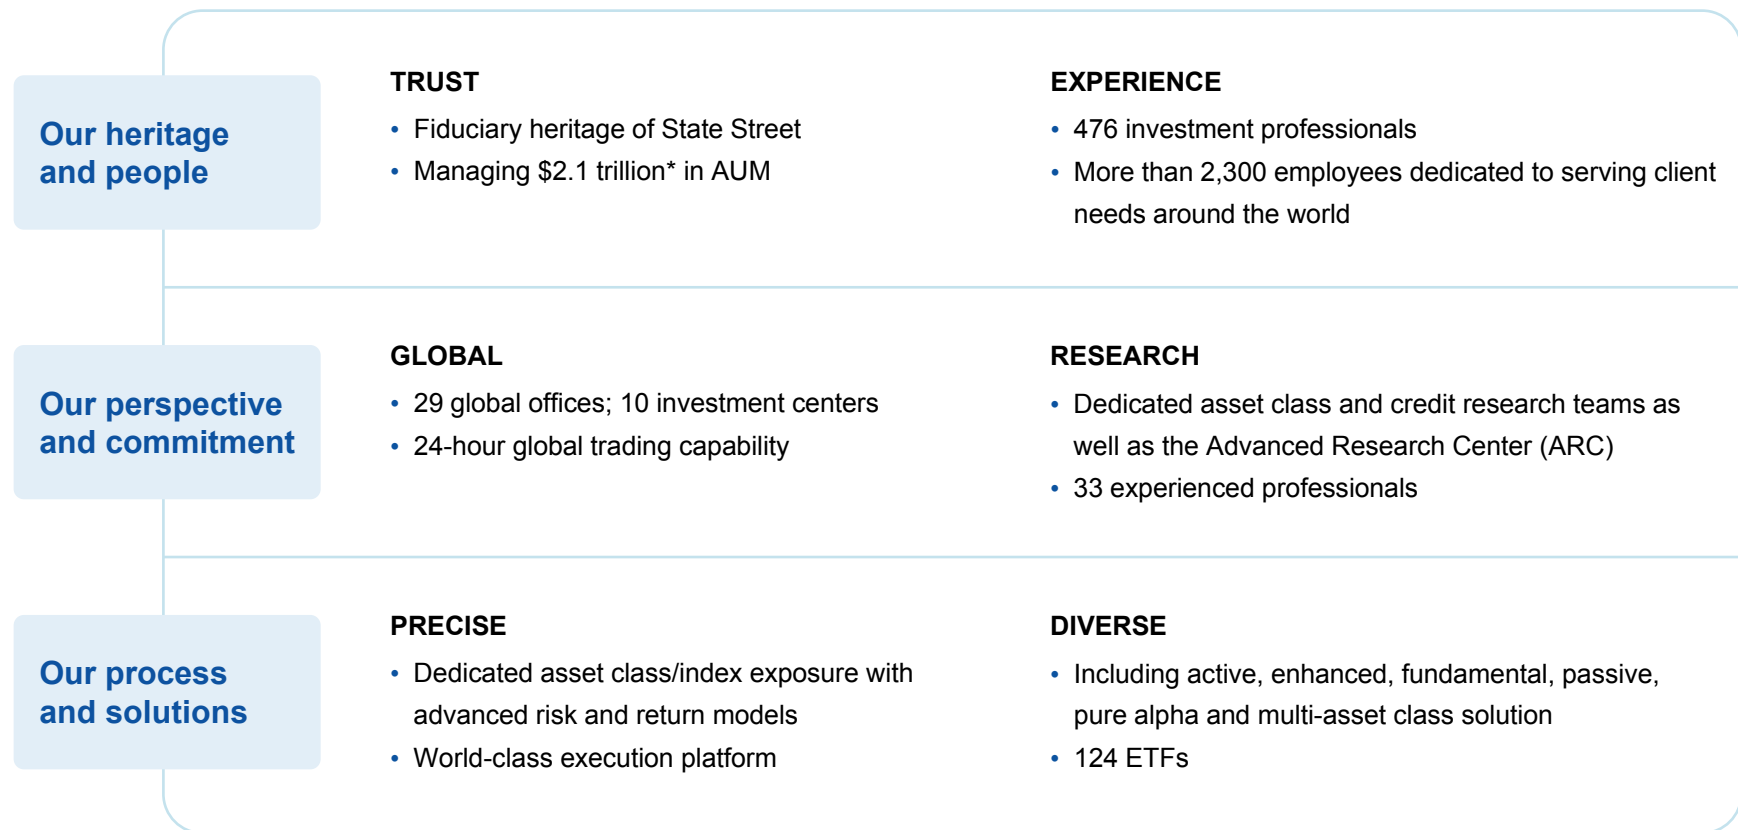 Our heritage
and people
TRUST
• Fiduciary heritage of State Street
• Managing $2.1 trillion* in AUM
EXPERIENCE
• 476 investment professionals
• More than 2,300 employees dedicated to serving client
needs around the world
Our perspective
and commitment
GLOBAL
• 29 global offices; 10 investment centers
• 24-hour global trading capability
RESEARCH
• Dedicated asset class and credit research teams as
well as the Advanced Research Center (ARC)
• 33 experienced professionals
Our process
and solutions
PRECISE
• Dedicated asset class/index exposure with
advanced risk and return models
• World-class execution platform
DIVERSE
• Including active, enhanced, fundamental, passive,
pure alpha and multi-asset class solution
• 124 ETFs